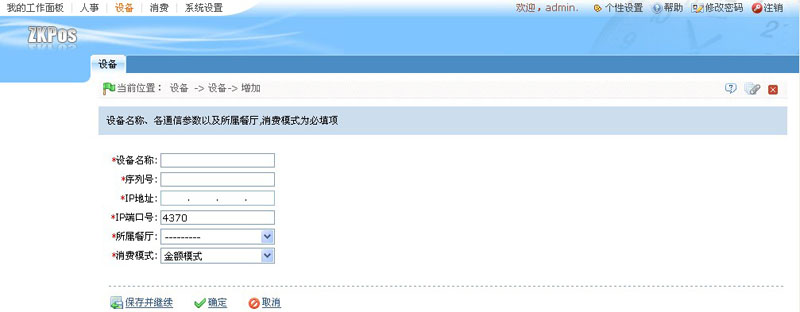 我的工作面板 | 人事 | 设备 | 消费 | 系统设置 欢迎, admin. 个性设置 帮助 修改密码 注销
ZKPos
设备
当前位置： 设备 -> 设备-> 增加
设备名称、各通信参数以及所属餐厅,消费模式为必填项
*设备名称:
*序列号:
*IP地址: . . .
*IP端口号: 4370
*所属餐厅: ---------
*消费模式: 金额模式
保存并继续 确定 取消